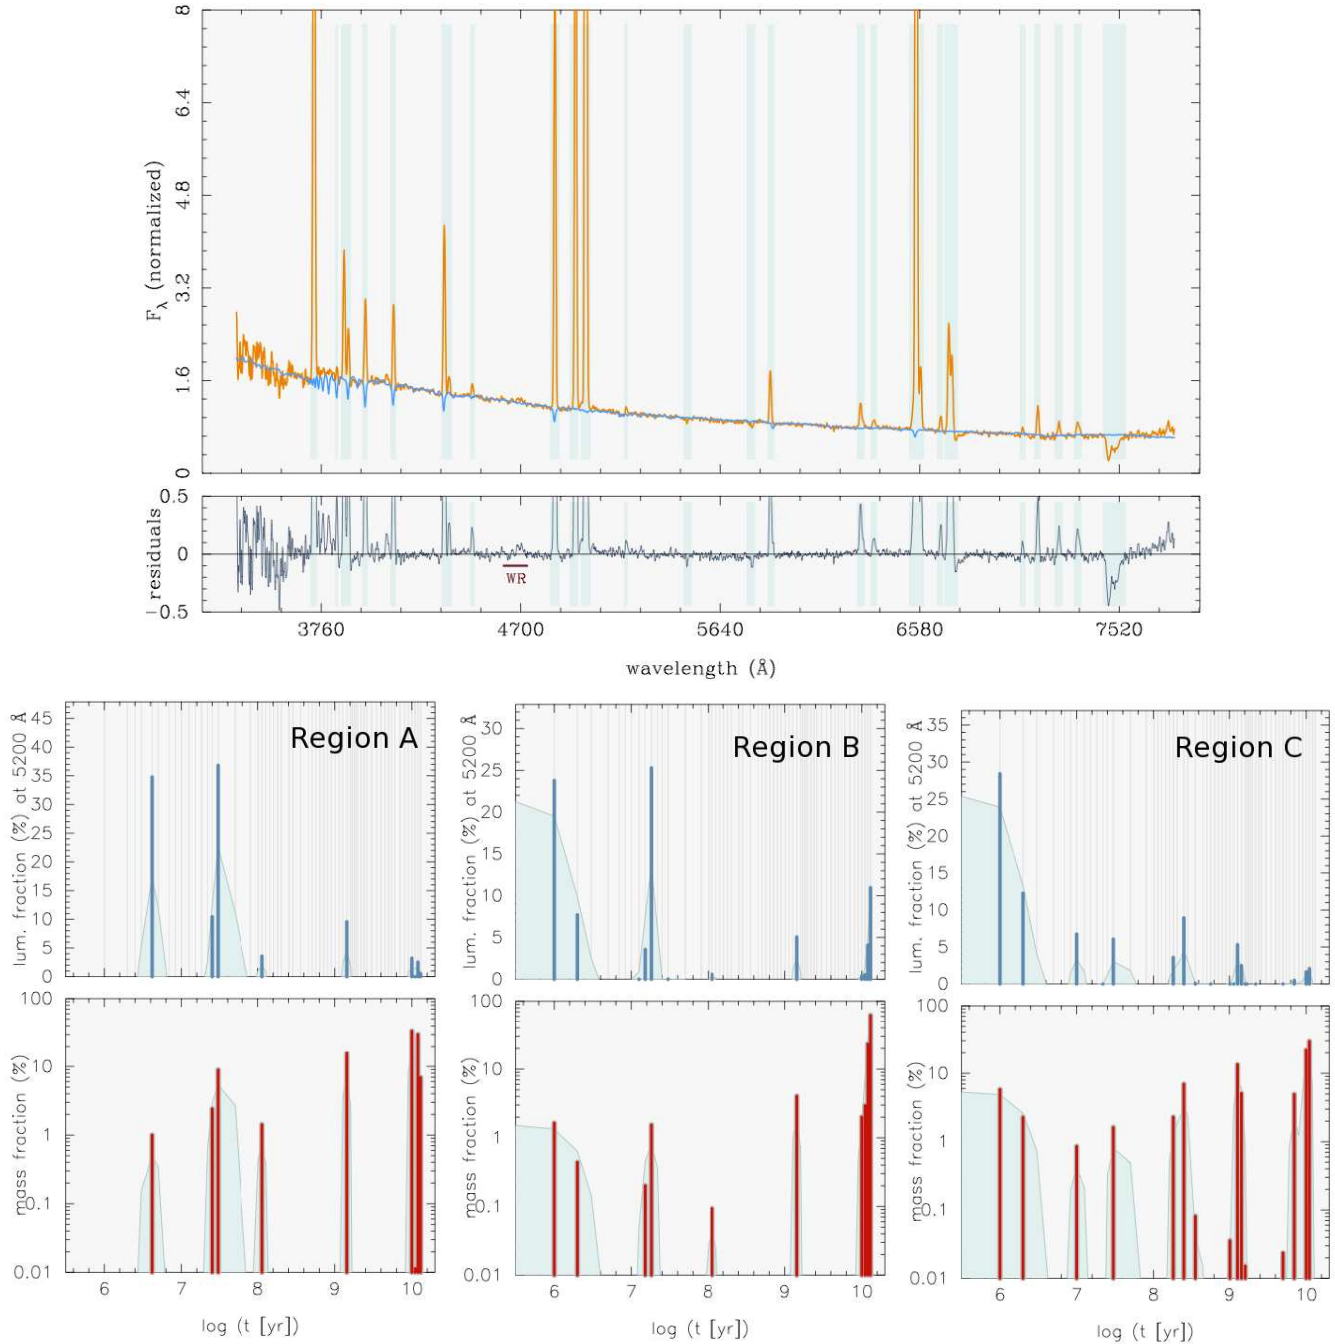 8
6.4
4.8
3.2
1.6
0
F_λ (normalized)
0.5
0
−0.5
residuals
WR
3760 4700 5640 6580 7520
wavelength (Å)
Region A
45
40
35
30
25
20
15
10
5
0
lum. fraction (%) at 5200 Å
Region B
30
25
20
15
10
5
0
lum. fraction (%) at 5200 Å
Region C
35
30
25
20
15
10
5
0
lum. fraction (%) at 5200 Å
100
10
1
0.1
0.01
mass fraction (%)
6 7 8 9 10
log (t [yr])
100
10
1
0.1
0.01
mass fraction (%)
6 7 8 9 10
log (t [yr])
100
10
1
0.1
0.01
mass fraction (%)
6 7 8 9 10
log (t [yr])